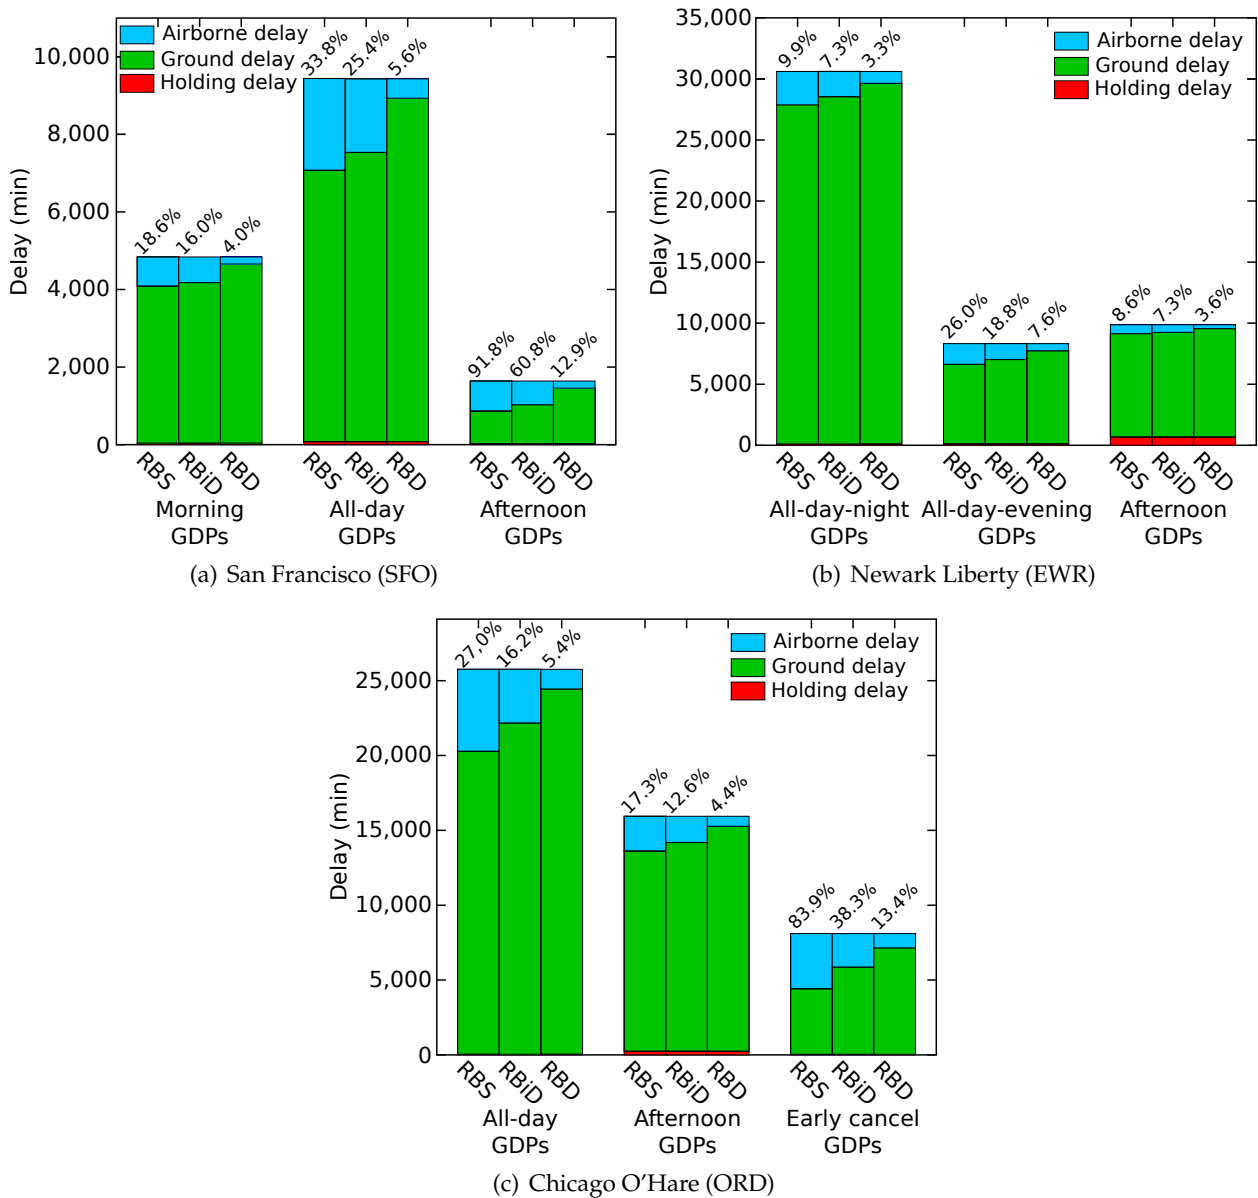 Airborne delay
Ground delay
Holding delay
10,000
8,000
6,000
4,000
2,000
0
Delay (min)
18.6% 16.0% 4.0%
33.8% 25.4% 5.6%
91.8% 60.8% 12.9%
RBS RBiD RBD RBS RBiD RBD RBS RBiD RBD
Morning All-day Afternoon
GDPs GDPs GDPs
(a) San Francisco (SFO)
35,000
30,000
25,000
20,000
15,000
10,000
5,000
0
Delay (min)
Airborne delay
Ground delay
Holding delay
9.9% 7.3% 3.3%
26.0% 18.8% 7.6%
8.6% 7.3% 3.6%
RBS RBiD RBD RBS RBiD RBD RBS RBiD RBD
All-day-night All-day-evening Afternoon
GDPs GDPs GDPs
(b) Newark Liberty (EWR)
25,000
20,000
15,000
10,000
5,000
0
Delay (min)
Airborne delay
Ground delay
Holding delay
27,0% 16.2% 5.4%
17.3% 12.6% 4.4%
83.9% 38.3% 13.4%
RBS RBiD RBD RBS RBiD RBD RBS RBiD RBD
All-day Afternoon Early cancel
GDPs GDPs GDPs
(c) Chicago O'Hare (ORD)